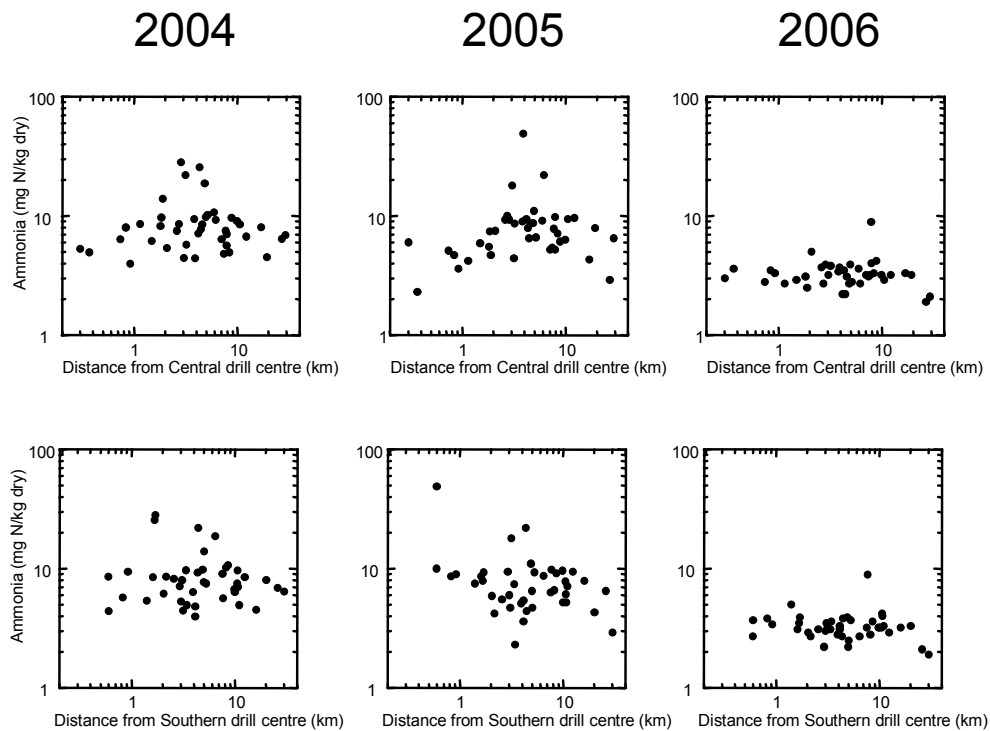 2004 2005 2006
100 100 100
Ammonia (mg N/kg dry)
10 10 10
1 1 1
1 10 1 10 1 10
Distance from Central drill centre (km) Distance from Central drill centre (km) Distance from Central drill centre (km)
100 100 100
Ammonia (mg N/kg dry)
10 10 10
1 1 1
1 10 1 10 1 10
Distance from Southern drill centre (km) Distance from Southern drill centre (km) Distance from Southern drill centre (km)